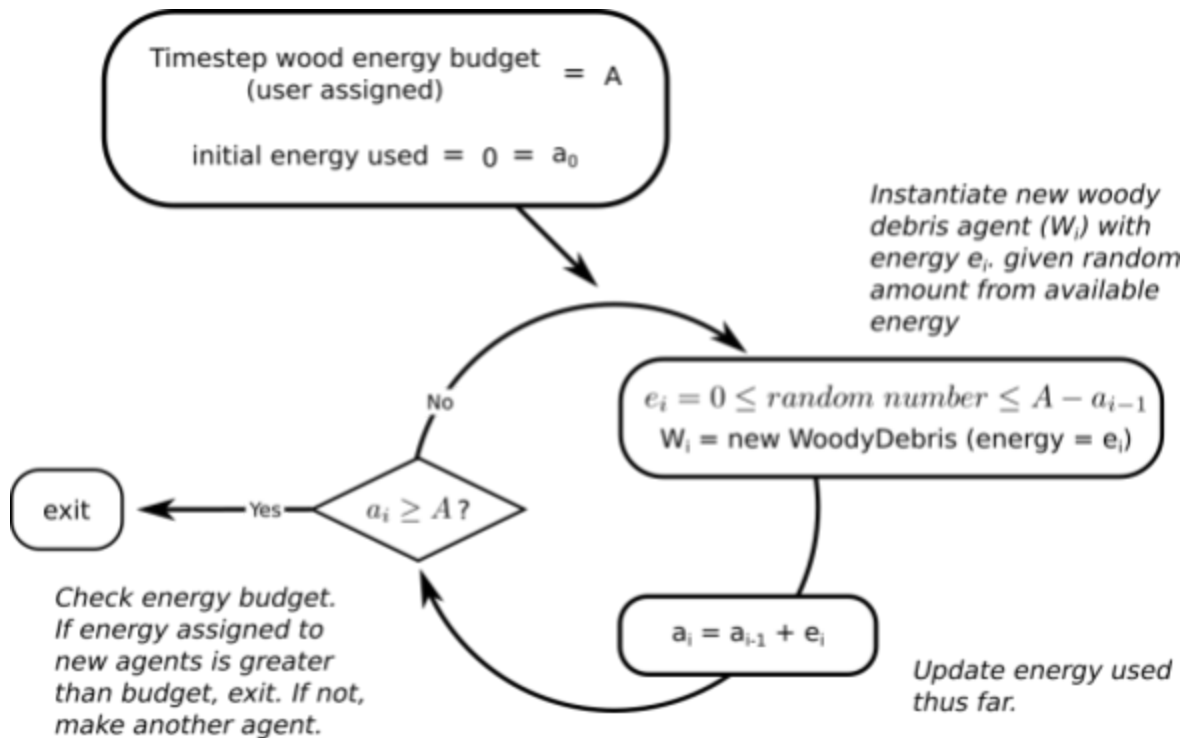 Timestep wood energy budget = A
(user assigned)
initial energy used = 0 = a₀
Instantiate new woody
debris agent (Wᵢ) with
energy eᵢ. given random
amount from available
energy
eᵢ = 0 ≤ random number ≤ A − aᵢ₋₁
Wᵢ = new WoodyDebris (energy = eᵢ)
No
aᵢ ≥ A ?
Yes
exit
Check energy budget.
If energy assigned to
new agents is greater
than budget, exit. If not,
make another agent.
aᵢ = aᵢ₋₁ + eᵢ
Update energy used
thus far.